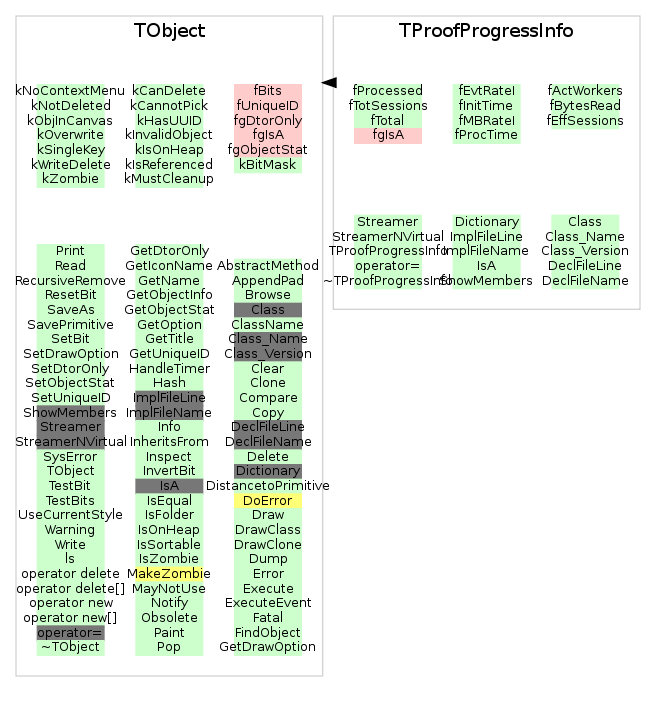 TObject
kNoContextMenu
kNotDeleted
kObjInCanvas
kOverwrite
kSingleKey
kWriteDelete
kZombie
kCanDelete
kCannotPick
kHasUUID
kInvalidObject
kIsOnHeap
kIsReferenced
kMustCleanup
fBits
fUniqueID
fgDtorOnly
fgIsA
fgObjectStat
kBitMask
Print
Read
RecursiveRemove
ResetBit
SaveAs
SavePrimitive
SetBit
SetDrawOption
SetDtorOnly
SetObjectStat
SetUniqueID
ShowMembers
Streamer
StreamerNVirtual
SysError
TObject
TestBit
TestBits
UseCurrentStyle
Warning
Write
ls
operator delete
operator delete[]
operator new
operator new[]
operator=
~TObject
GetDtorOnly
GetIconName
GetName
GetObjectInfo
GetObjectStat
GetOption
GetTitle
GetUniqueID
HandleTimer
Hash
ImplFileLine
ImplFileName
Info
InheritsFrom
Inspect
InvertBit
IsA
IsEqual
IsFolder
IsOnHeap
IsSortable
IsZombie
MakeZombie
MayNotUse
Notify
Obsolete
Paint
Pop
AbstractMethod
AppendPad
Browse
Class
ClassName
Class_Name
Class_Version
Clear
Clone
Compare
Copy
DeclFileLine
DeclFileName
Delete
Dictionary
DistancetoPrimitive
DoError
Draw
DrawClass
DrawClone
Dump
Error
Execute
ExecuteEvent
Fatal
FindObject
GetDrawOption
TProofProgressInfo
fProcessed
fTotSessions
fTotal
fgIsA
fEvtRateI
fInitTime
fMBRateI
fProcTime
fActWorkers
fBytesRead
fEffSessions
Streamer
StreamerNVirtual
TProofProgressInfo
operator=
~TProofProgressInfo
Dictionary
ImplFileLine
ImplFileName
IsA
ShowMembers
Class
Class_Name
Class_Version
DeclFileLine
DeclFileName